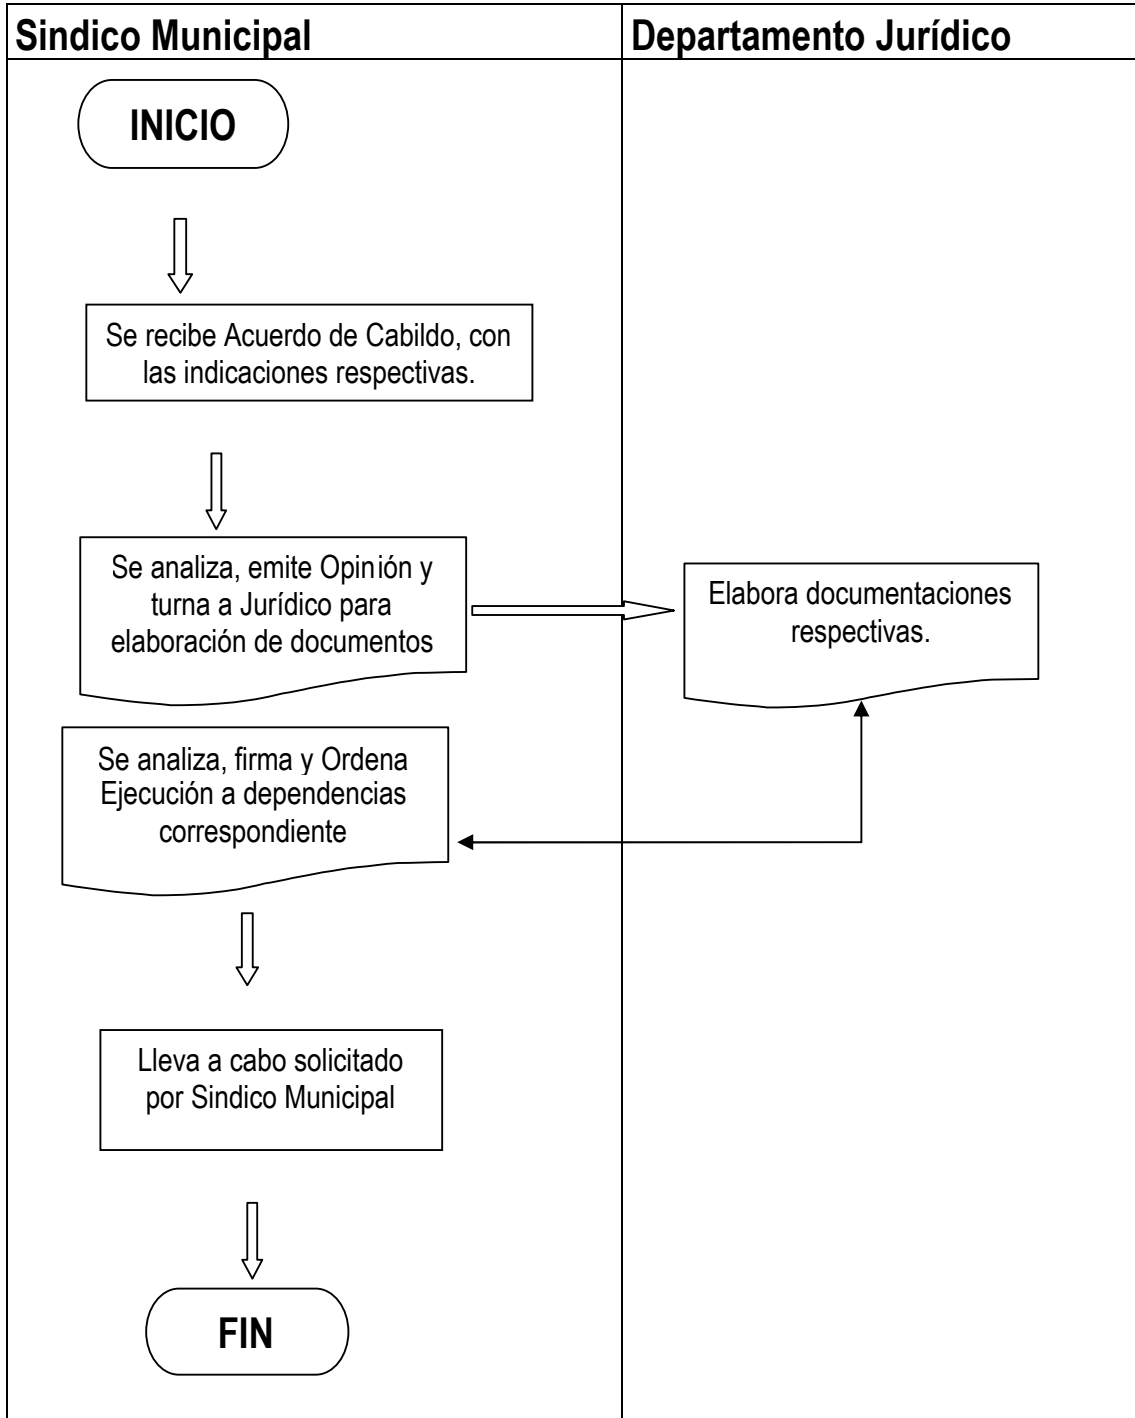 Sindico Municipal
Departamento Jurídico
INICIO
Se recibe Acuerdo de Cabildo, con
las indicaciones respectivas.
Se analiza, emite Opinión y
turna a Jurídico para
elaboración de documentos
Elabora documentaciones
respectivas.
Se analiza, firma y Ordena
Ejecución a dependencias
correspondiente
Lleva a cabo solicitado
por Sindico Municipal
FIN